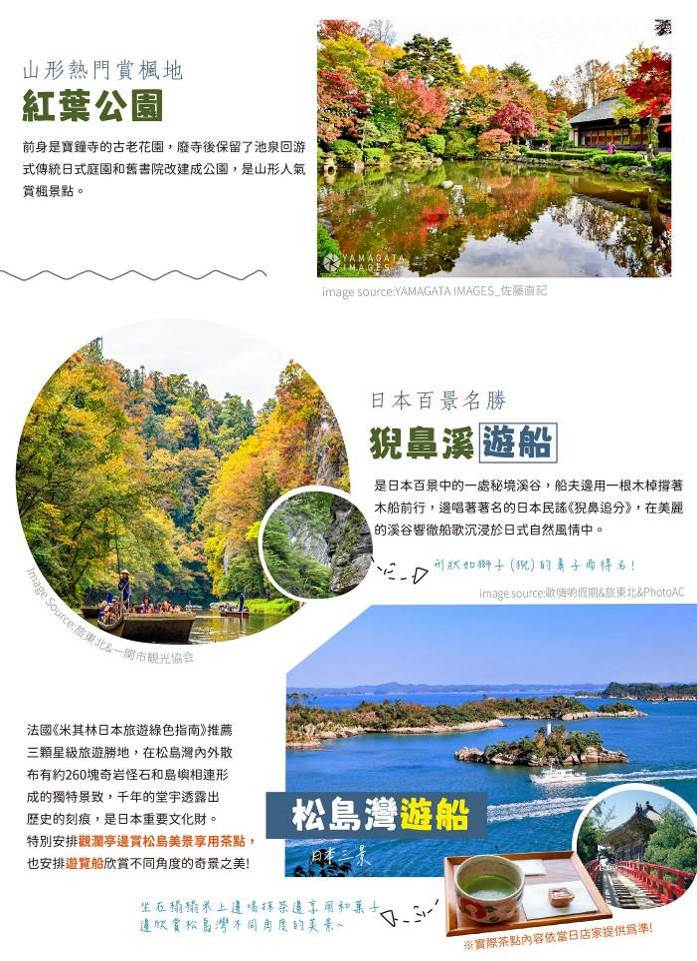 山形熱門賞楓地
紅葉公園
前身是寶鐘寺的古老花園，廢寺後保留了池泉回游
式傳統日式庭園和舊書院改建成公園，是山形人氣
賞楓景點。
YAMAGATA
IMAGES
image source:YAMAGATA IMAGES_佐藤直記
日本百景名勝
猊鼻溪遊船
是日本百景中的一處秘境溪谷，船夫邊用一根木棹撐著
木船前行，邊唱著著名的日本民謠《猊鼻追分》，在美麗
的溪谷響徹船歌沉浸於日式自然風情中。
形狀如獅子(猊)的鼻子而得名!
image source:歐嗨喲假期&旅東北&PhotoAC
Image Source:旅東北&一関市観光協会
法國《米其林日本旅遊綠色指南》推薦
三顆星級旅遊勝地，在松島灣內外散
布有約260塊奇岩怪石和島嶼相連形
成的獨特景致，千年的堂宇透露出
歷史的刻痕，是日本重要文化財。
特別安排觀瀾亭邊賞松島美景享用茶點，
也安排遊覽船欣賞不同角度的奇景之美!
松島灣遊船
日本三景
坐在榻榻米上邊喝抹茶邊享用和菓子
邊欣賞松島灣不同角度的美景~
※實際茶點內容依當日店家提供為準!